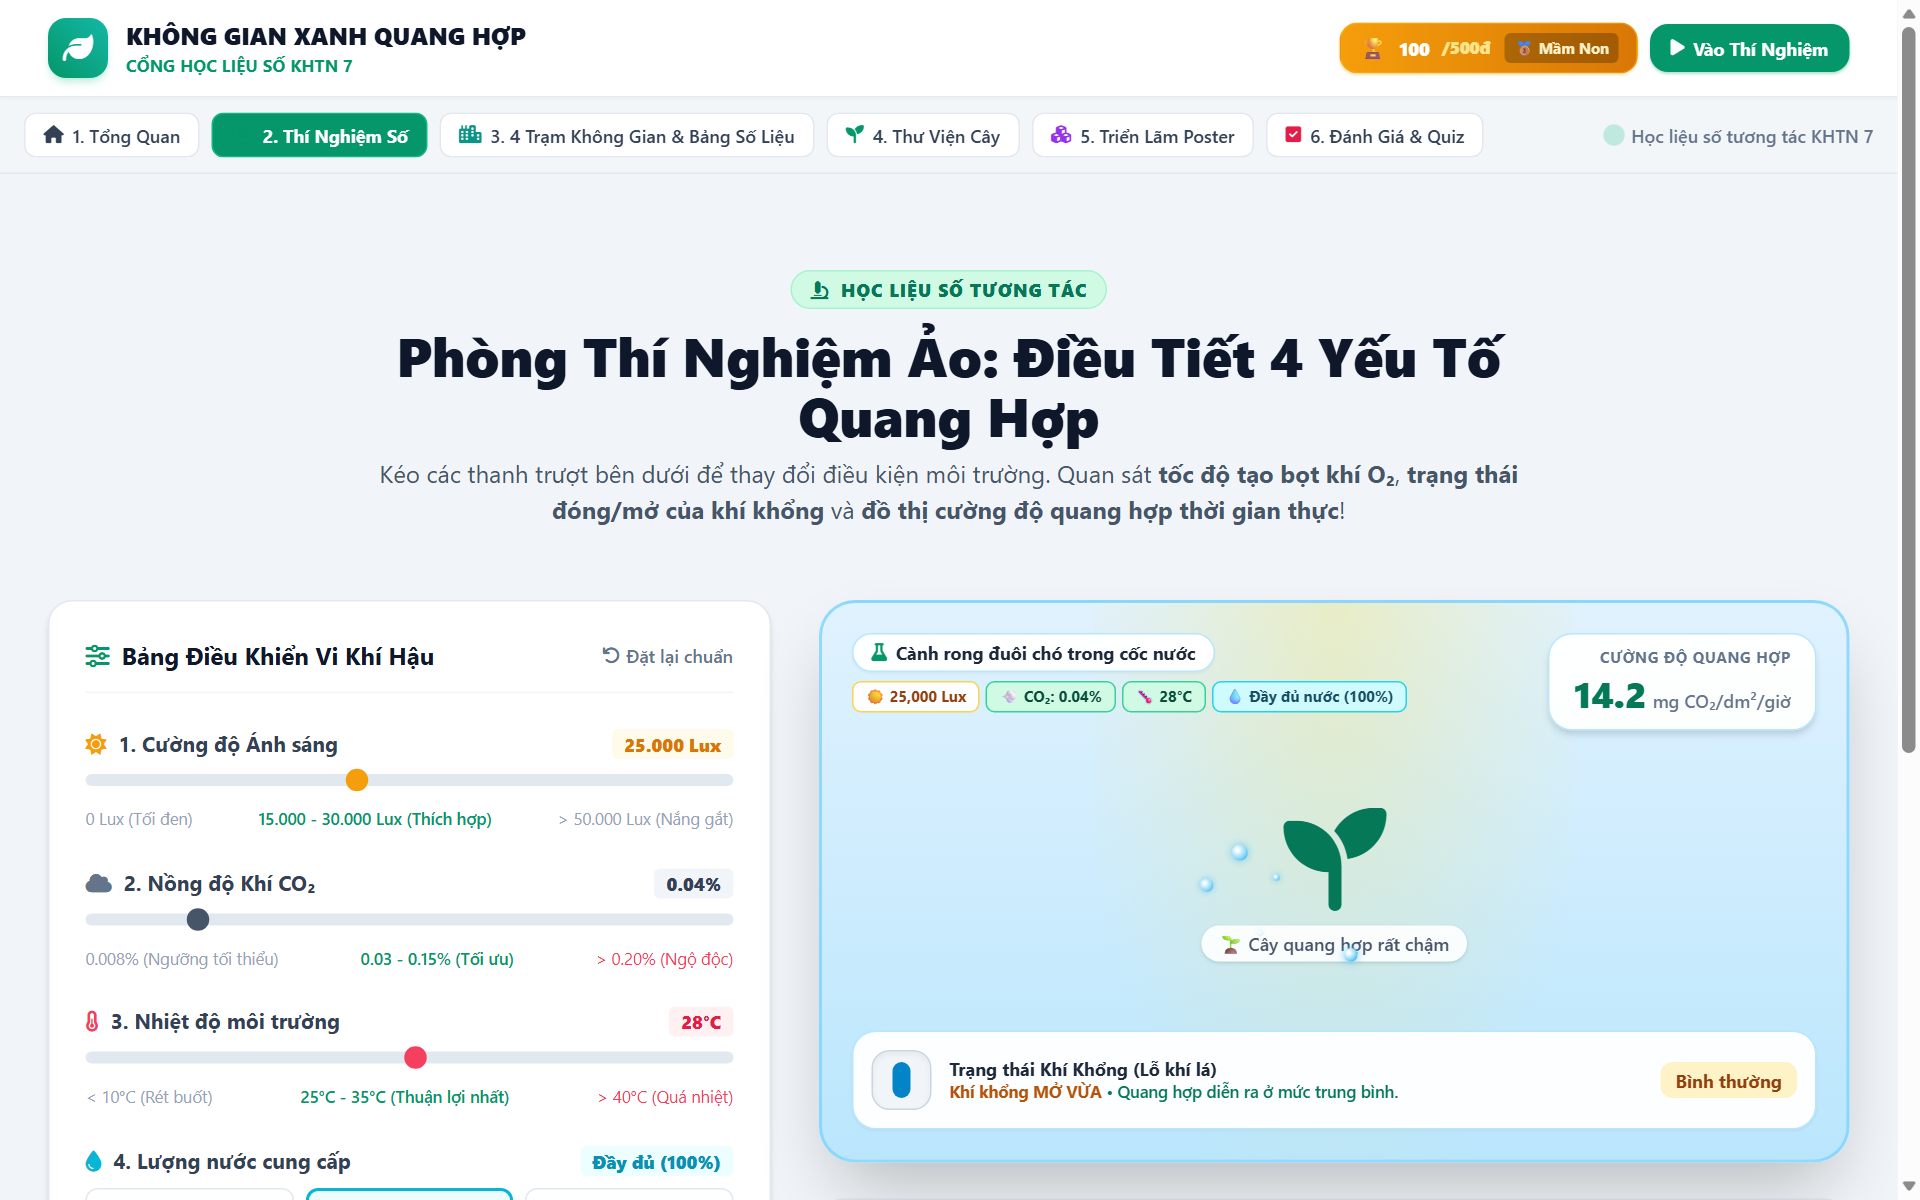 KHÔNG GIAN XANH QUANG HỢP
CỔNG HỌC LIỆU SỐ KHTN 7
100 /500đ Mầm Non
Vào Thí Nghiệm
1. Tổng Quan
2. Thí Nghiệm Số
3. 4 Trạm Không Gian & Bảng Số Liệu
4. Thư Viện Cây
5. Triển Lãm Poster
6. Đánh Giá & Quiz
Học liệu số tương tác KHTN 7
HỌC LIỆU SỐ TƯƠNG TÁC
Phòng Thí Nghiệm Ảo: Điều Tiết 4 Yếu Tố
Quang Hợp
Kéo các thanh trượt bên dưới để thay đổi điều kiện môi trường. Quan sát tốc độ tạo bọt khí O₂, trạng thái
đóng/mở của khí khổng và đồ thị cường độ quang hợp thời gian thực!
Bảng Điều Khiển Vi Khí Hậu
Đặt lại chuẩn
1. Cường độ Ánh sáng
25.000 Lux
0 Lux (Tối đen)
15.000 - 30.000 Lux (Thích hợp)
> 50.000 Lux (Nắng gắt)
2. Nồng độ Khí CO₂
0.04%
0.008% (Ngưỡng tối thiểu)
0.03 - 0.15% (Tối ưu)
> 0.20% (Ngộ độc)
3. Nhiệt độ môi trường
28°C
< 10°C (Rét buốt)
25°C - 35°C (Thuận lợi nhất)
> 40°C (Quá nhiệt)
4. Lượng nước cung cấp
Đầy đủ (100%)
Cành rong đuôi chó trong cốc nước
25,000 Lux
CO₂: 0.04%
28°C
Đầy đủ nước (100%)
CƯỜNG ĐỘ QUANG HỢP
14.2 mg CO₂/dm²/giờ
Cây quang hợp rất chậm
Trạng thái Khí Khổng (Lỗ khí lá)
Khí khổng MỞ VỪA • Quang hợp diễn ra ở mức trung bình.
Bình thường